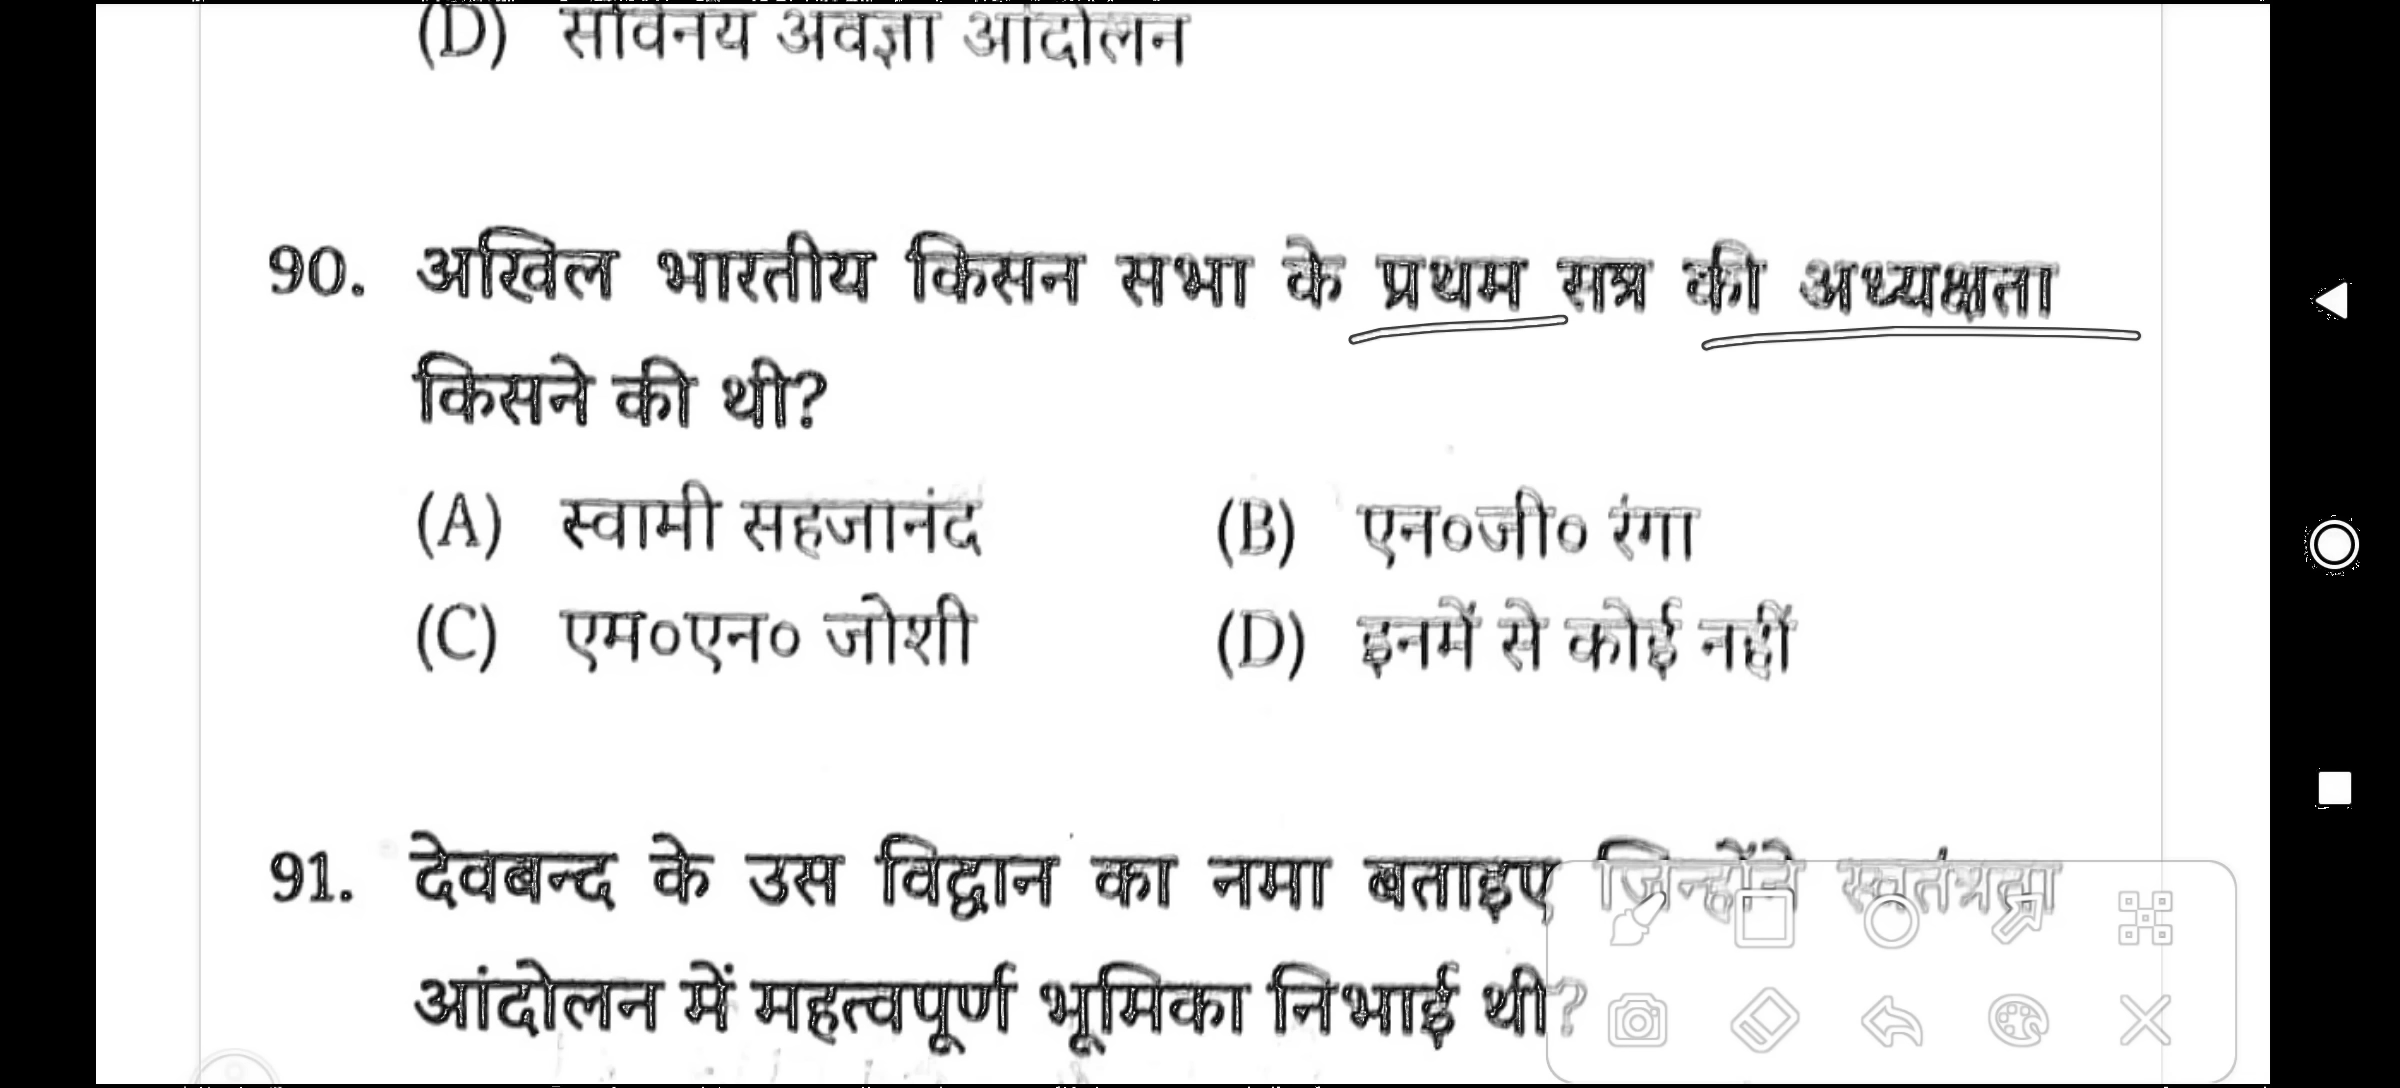 (D) सविनय अवज्ञा आंदोलन
90. अखिल भारतीय किसन सभा के प्रथम सत्र की अध्यक्षता
किसने की थी?
(A) स्वामी सहजानंद (B) एन०जी० रंगा
(C) एम०एन० जोशी (D) इनमें से कोई नहीं
91. देवबन्द के उस विद्वान का नमा बताइए जिन्होंने स्वतंत्रता
आंदोलन में महत्वपूर्ण भूमिका निभाई थी?